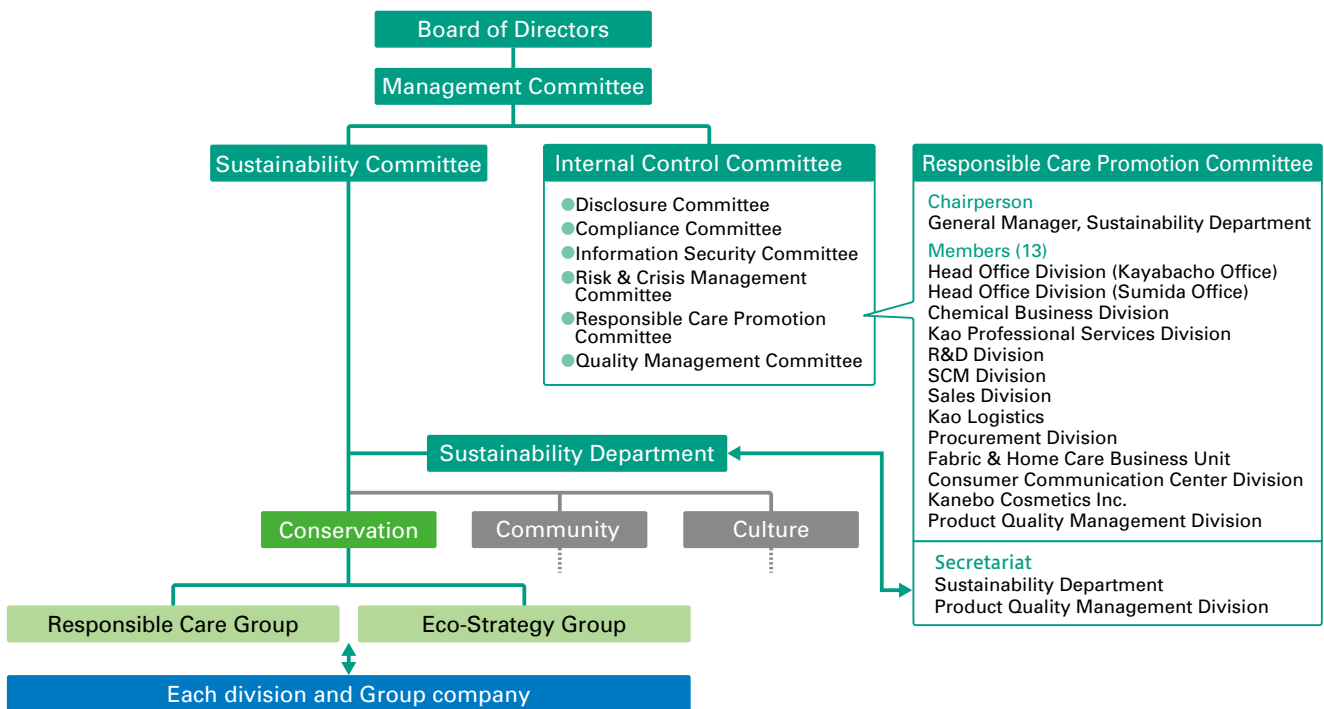 Board of Directors
Management Committee
Sustainability Committee
Internal Control Committee
Disclosure Committee
Compliance Committee
Information Security Committee
Risk & Crisis Management
Committee
Responsible Care Promotion
Committee
Quality Management Committee
Responsible Care Promotion Committee
Chairperson
General Manager, Sustainability Department
Members (13)
Head Office Division (Kayabacho Office)
Head Office Division (Sumida Office)
Chemical Business Division
Kao Professional Services Division
R&D Division
SCM Division
Sales Division
Kao Logistics
Procurement Division
Fabric & Home Care Business Unit
Consumer Communication Center Division
Kanebo Cosmetics Inc.
Product Quality Management Division
Secretariat
Sustainability Department
Product Quality Management Division
Sustainability Department
Conservation
Community
Culture
Responsible Care Group
Eco-Strategy Group
Each division and Group company